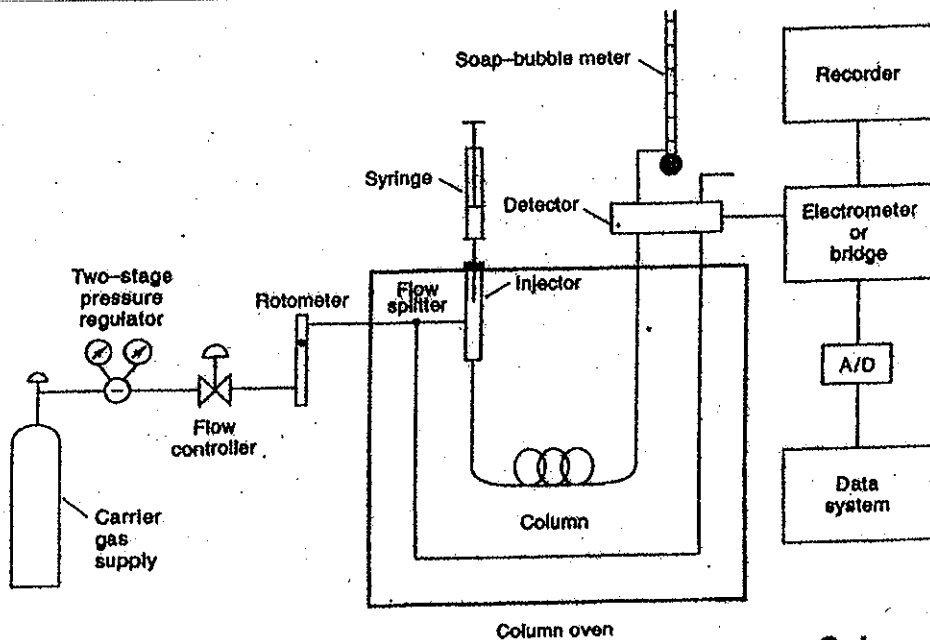 Soap-bubble meter
Recorder
Syringe
Detector
Electrometer
or
bridge
Two-stage
pressure
regulator
Rotometer
Flow
splitter
Injector
A/D
Flow
controller
Carrier
gas
supply
Column
Data
system
Column oven